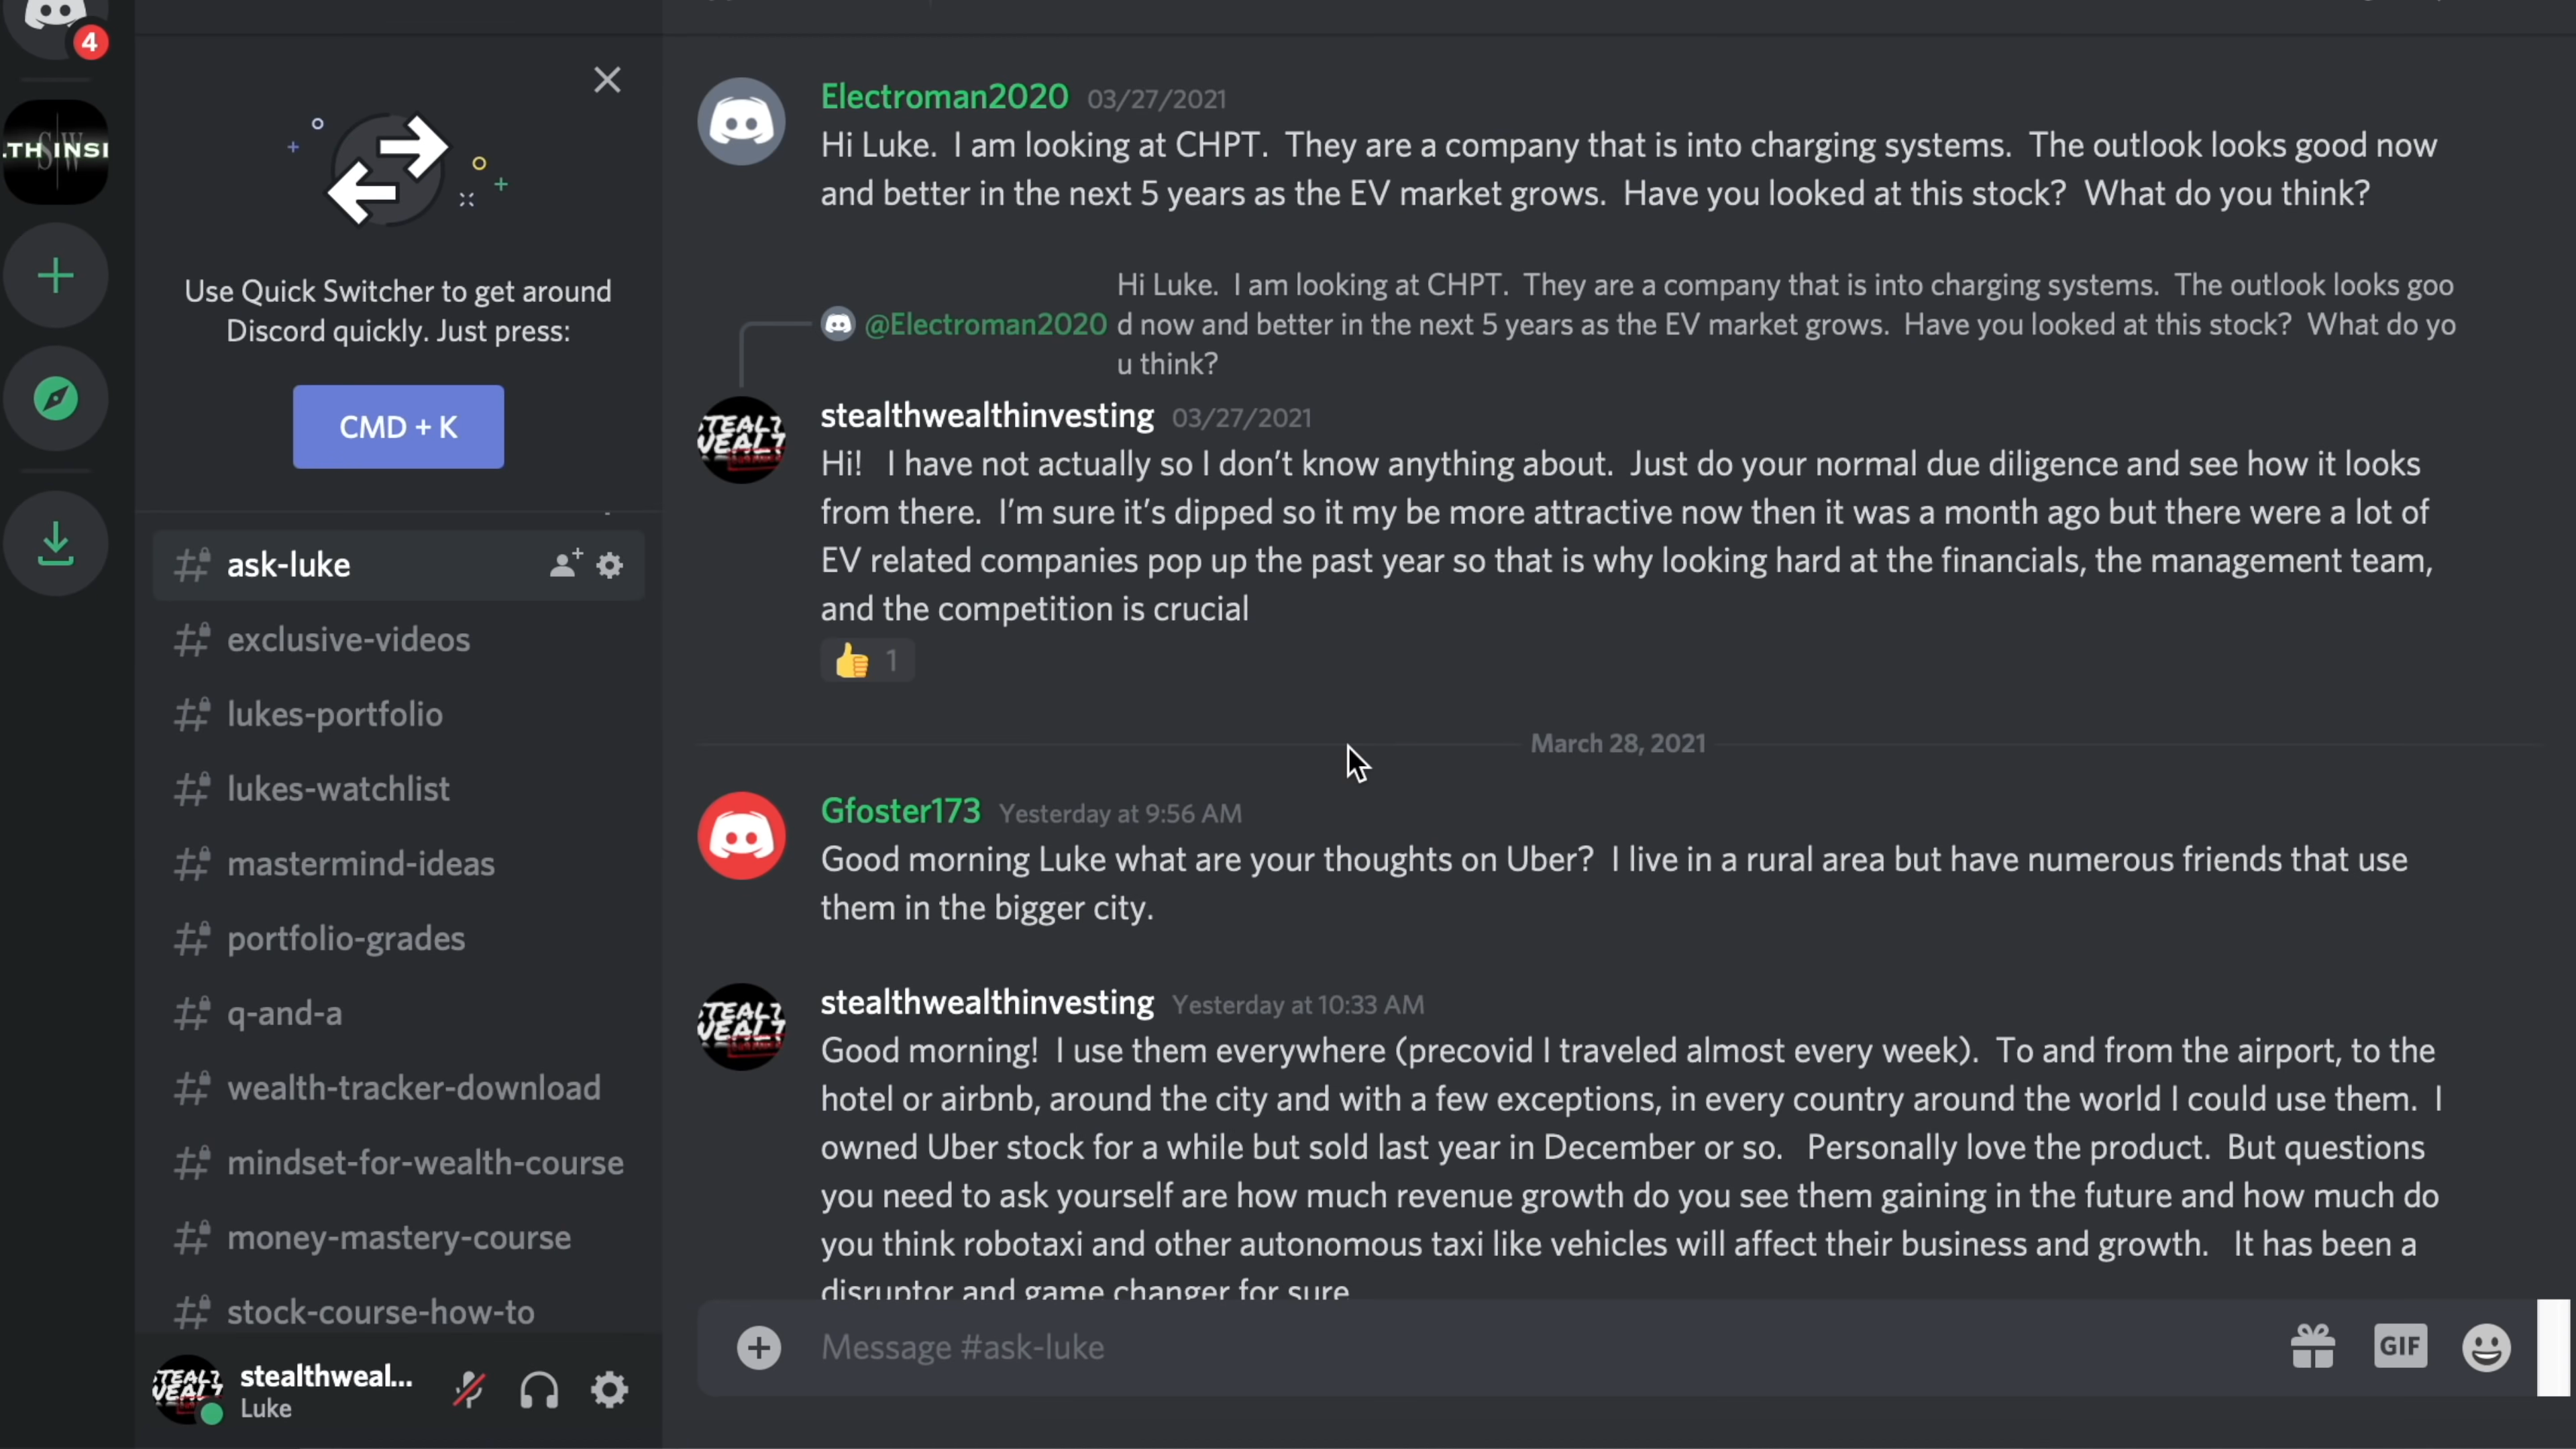 4
S W
.TH INSI
Use Quick Switcher to get around
Discord quickly. Just press:
CMD + K
ask-luke
exclusive-videos
lukes-portfolio
lukes-watchlist
mastermind-ideas
portfolio-grades
q-and-a
wealth-tracker-download
mindset-for-wealth-course
money-mastery-course
stock-course-how-to
stealthweal...
Luke
Electroman2020 03/27/2021
Hi Luke. I am looking at CHPT. They are a company that is into charging systems. The outlook looks good now
and better in the next 5 years as the EV market grows. Have you looked at this stock? What do you think?
Hi Luke. I am looking at CHPT. They are a company that is into charging systems. The outlook looks goo
@Electroman2020 d now and better in the next 5 years as the EV market grows. Have you looked at this stock? What do yo
u think?
stealthwealthinvesting 03/27/2021
Hi! I have not actually so I don't know anything about. Just do your normal due diligence and see how it looks
from there. I'm sure it's dipped so it my be more attractive now then it was a month ago but there were a lot of
EV related companies pop up the past year so that is why looking hard at the financials, the management team,
and the competition is crucial
1
March 28, 2021
Gfoster173 Yesterday at 9:56 AM
Good morning Luke what are your thoughts on Uber? I live in a rural area but have numerous friends that use
them in the bigger city.
stealthwealthinvesting Yesterday at 10:33 AM
Good morning! I use them everywhere (precovid I traveled almost every week). To and from the airport, to the
hotel or airbnb, around the city and with a few exceptions, in every country around the world I could use them. I
owned Uber stock for a while but sold last year in December or so. Personally love the product. But questions
you need to ask yourself are how much revenue growth do you see them gaining in the future and how much do
you think robotaxi and other autonomous taxi like vehicles will affect their business and growth. It has been a
disruptor and game changer for sure
Message #ask-luke
GIF